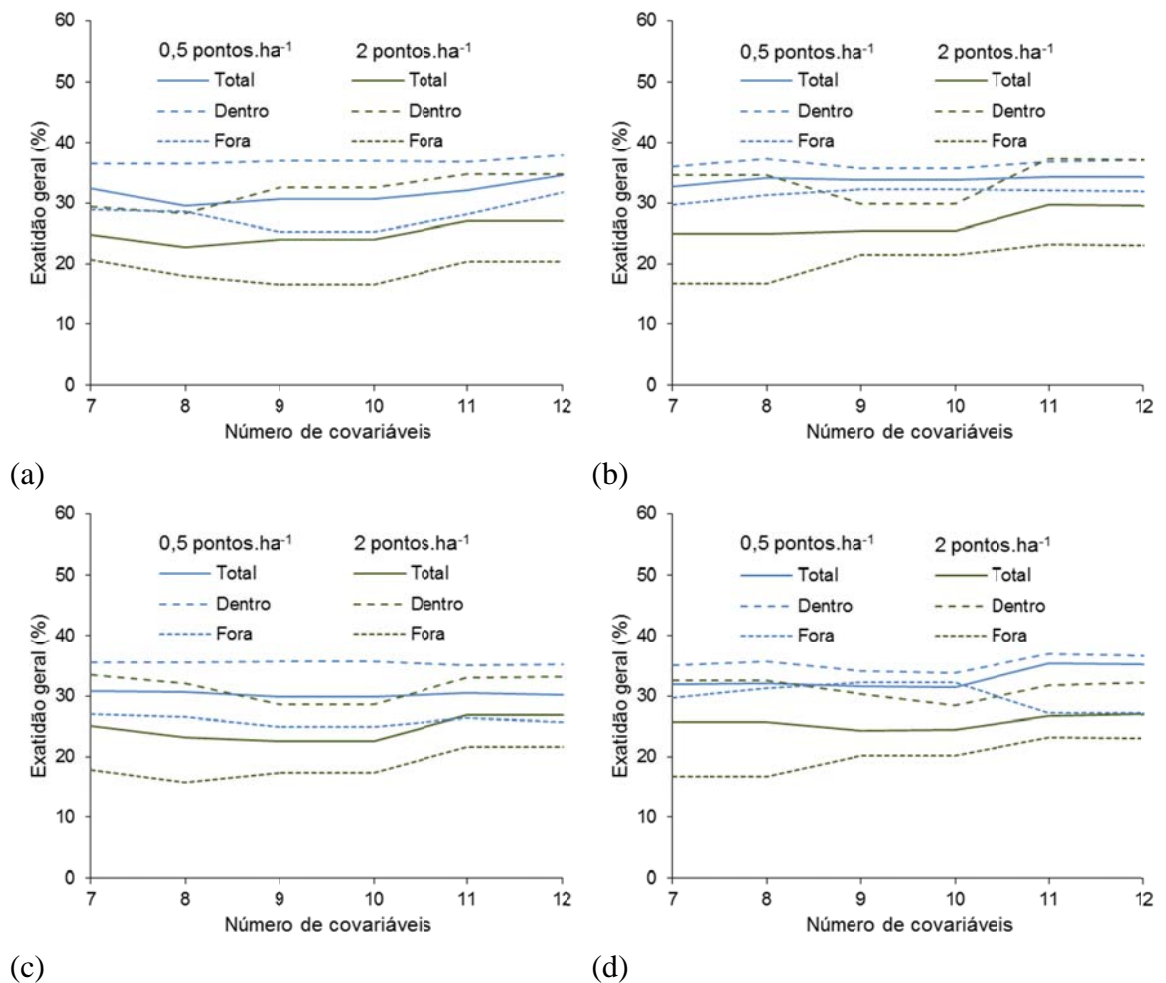 60
50
40
30
20
10
0
Exatidão geral (%)
0,5 pontos.ha⁻¹ 2 pontos.ha⁻¹
Total Total
Dentro Dentro
Fora Fora
7 8 9 10 11 12
Número de covariáveis
(a)
60
50
40
30
20
10
0
Exatidão geral (%)
0,5 pontos.ha⁻¹ 2 pontos.ha⁻¹
Total Total
Dentro Dentro
Fora Fora
7 8 9 10 11 12
Número de covariáveis
(b)
60
50
40
30
20
10
0
Exatidão geral (%)
0,5 pontos.ha⁻¹ 2 pontos.ha⁻¹
Total Total
Dentro Dentro
Fora Fora
7 8 9 10 11 12
Número de covariáveis
(c)
60
50
40
30
20
10
0
Exatidão geral (%)
0,5 pontos.ha⁻¹ 2 pontos.ha⁻¹
Total Total
Dentro Dentro
Fora Fora
7 8 9 10 11 12
Número de covariáveis
(d)